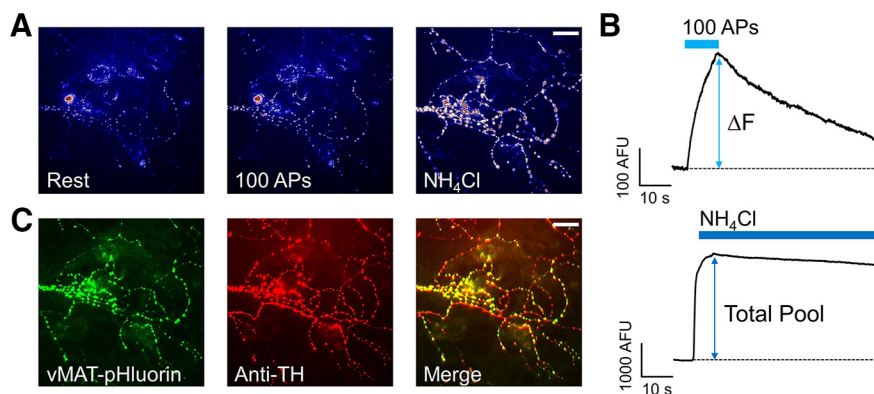 A
Rest
100 APs
NH₄Cl
B
100 APs
ΔF
100 AFU
10 s
NH₄Cl
Total Pool
1000 AFU
10 s
C
vMAT-pHluorin
Anti-TH
Merge